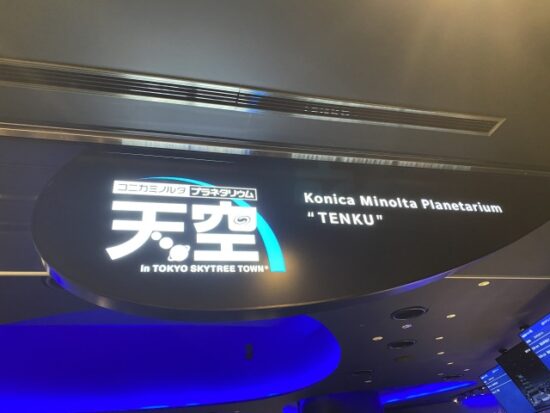 コニカミノルタ プラネタリウム
天空
in TOKYO SKYTREE TOWN®
Konica Minolta Planetarium
“TENKU”